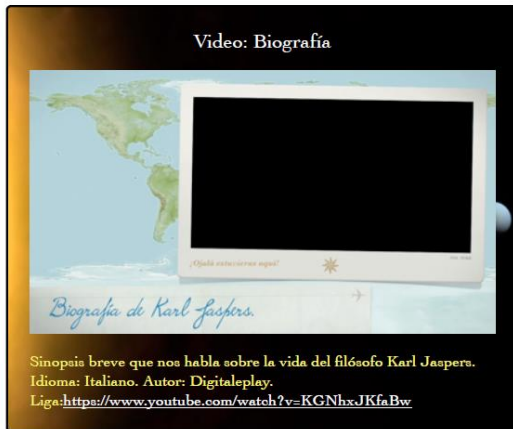 Video: Biografía
¡Ojalá estuvieras aquí!
Biografía de Karl Jaspers.
Sinopsis breve que nos habla sobre la vida del filósofo Karl Jaspers.
Idioma: Italiano. Autor: Digitaleplay.
Liga:https://www.youtube.com/watch?v=KGNhxJKfaBw